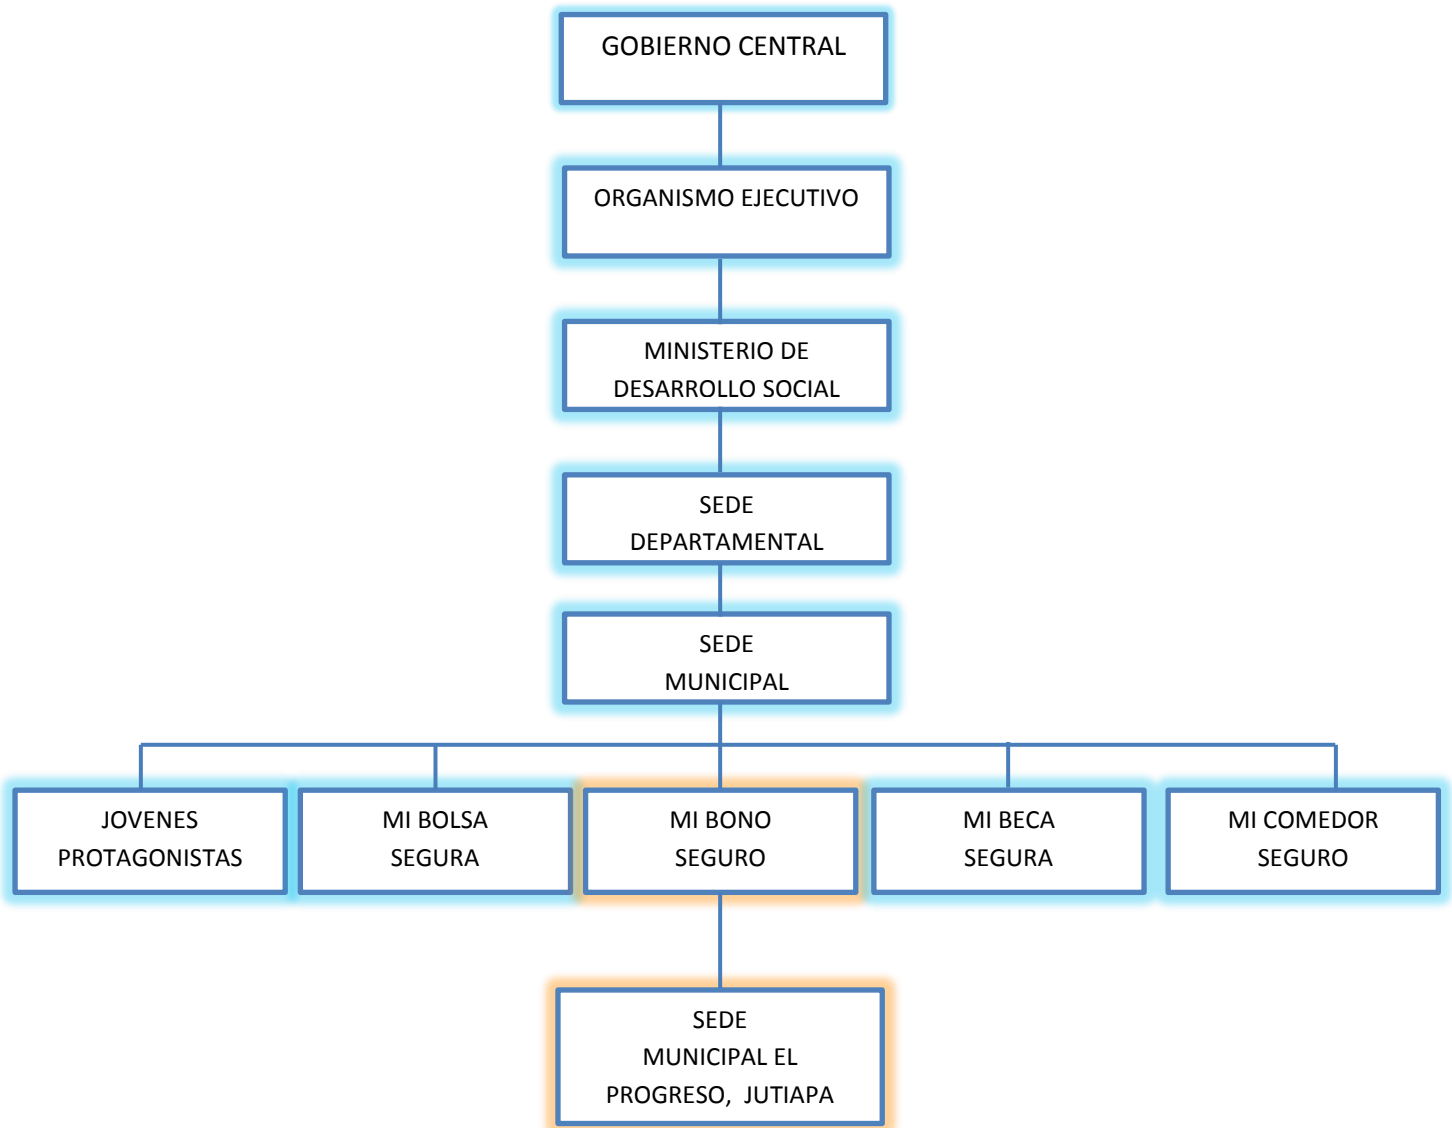 GOBIERNO CENTRAL
ORGANISMO EJECUTIVO
MINISTERIO DE
DESARROLLO SOCIAL
SEDE
DEPARTAMENTAL
SEDE
MUNICIPAL
JOVENES
PROTAGONISTAS
MI BOLSA
SEGURA
MI BONO
SEGURO
MI BECA
SEGURA
MI COMEDOR
SEGURO
SEDE
MUNICIPAL EL
PROGRESO, JUTIAPA